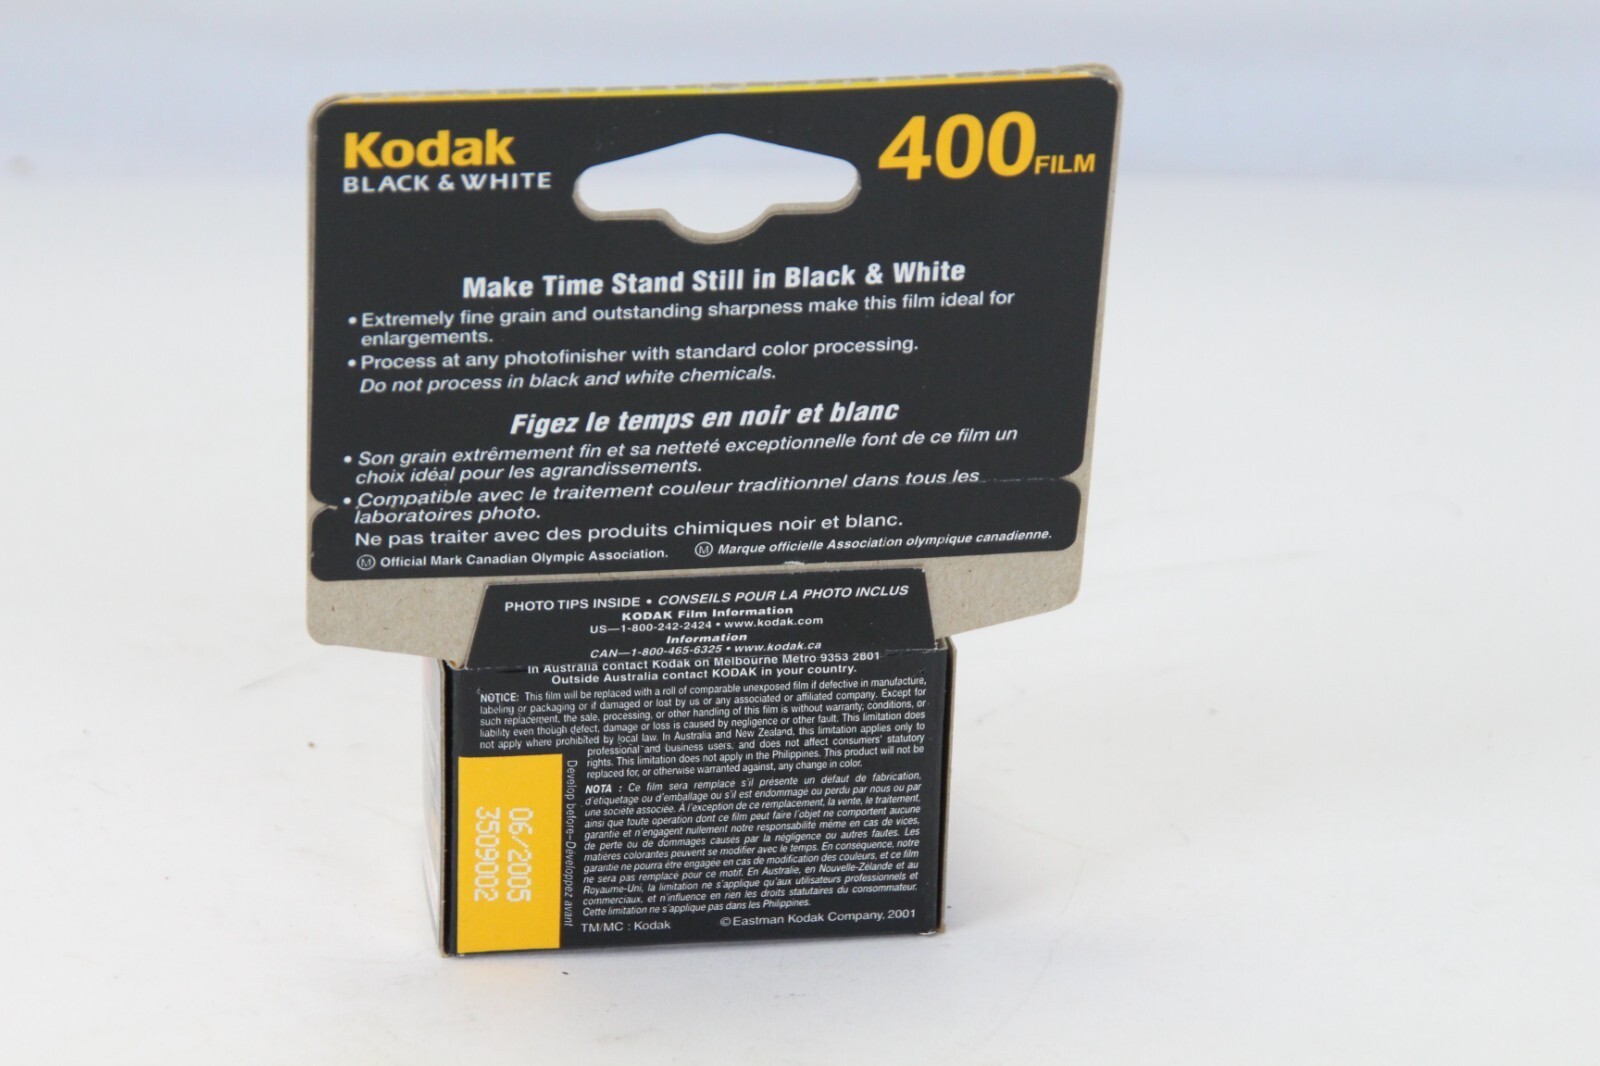 Kodak
BLACK & WHITE
400 FILM
Make Time Stand Still in Black & White
• Extremely fine grain and outstanding sharpness make this film ideal for
enlargements.
• Process at any photofinisher with standard color processing.
Do not process in black and white chemicals.
Figez le temps en noir et blanc
• Son grain extrêmement fin et sa netteté exceptionnelle font de ce film un
choix idéal pour les agrandissements.
• Compatible avec le traitement couleur traditionnel dans tous les
laboratoires photo.
Ne pas traiter avec des produits chimiques noir et blanc.
Ⓜ Official Mark Canadian Olympic Association.
Ⓜ Marque officielle Association olympique canadienne.
PHOTO TIPS INSIDE • CONSEILS POUR LA PHOTO INCLUS
KODAK Film Information
US—1-800-242-2424 • www.kodak.com
Information
CAN—1-800-465-6325 • www.kodak.ca
In Australia contact Kodak on Melbourne Metro 9353 2801
Outside Australia contact KODAK in your country.
NOTICE: This film will be replaced with a roll of comparable unexposed film if defective in manufacture,
labeling or packaging or if damaged or lost by us or any associated or affiliated company. Except for
such replacement, the sale, processing, or other handling of this film is without warranty, conditions, or
liability even though defect, damage or loss is caused by negligence or other fault. This limitation does
not apply where prohibited by local law. In Australia and New Zealand, this limitation applies only to
professional and business users, and does not affect consumers' statutory
rights. This limitation does not apply in the Philippines. This product will not be
replaced for, or otherwise warranted against, any change in color.
NOTA : Ce film sera remplacé s'il présente un défaut de fabrication,
d'étiquetage ou d'emballage ou s'il est endommagé ou perdu par nous ou par
une société associée. À l'exception de ce remplacement, la vente, le traitement,
ainsi que toute opération dont ce film peut faire l'objet ne comportent aucune
garantie et n'engagent nullement notre responsabilité même en cas de vices,
de perte ou de dommages causés par la négligence ou autres fautes. Les
matières colorantes peuvent se modifier avec le temps. En conséquence, notre
garantie ne pourra être engagée en cas de modification des couleurs, et ce film
ne sera pas remplacé pour ce motif. En Australie, en Nouvelle-Zélande et au
Royaume-Uni, la limitation ne s'applique qu'aux utilisateurs professionnels et
commerciaux, et n'influence en rien les droits statutaires du consommateur.
Cette limitation ne s'applique pas dans les Philippines.
TM/MC : Kodak
©Eastman Kodak Company, 2001
Develop before–Développez avant
06/2005
3509002